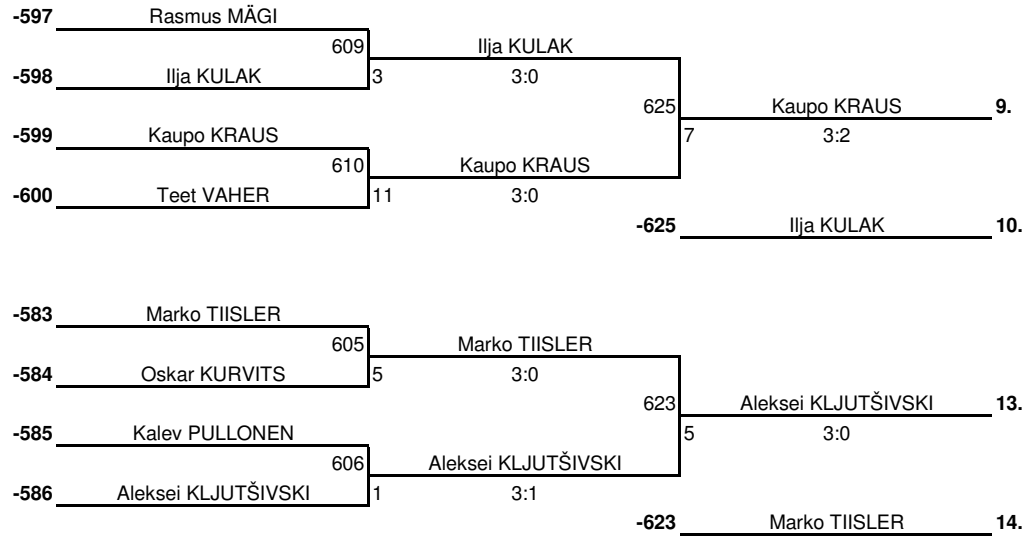 -597 Rasmus MÄGI
609 Ilja KULAK
-598 Ilja KULAK 3 3:0
625 Kaupo KRAUS 9.
-599 Kaupo KRAUS 7 3:2
610 Kaupo KRAUS
-600 Teet VAHER 11 3:0
-625 Ilja KULAK 10.
-583 Marko TIISLER
605 Marko TIISLER
-584 Oskar KURVITS 5 3:0
623 Aleksei KLJUTŠIVSKI 13.
-585 Kalev PULLONEN 5 3:0
606 Aleksei KLJUTŠIVSKI
-586 Aleksei KLJUTŠIVSKI 1 3:1
-623 Marko TIISLER 14.